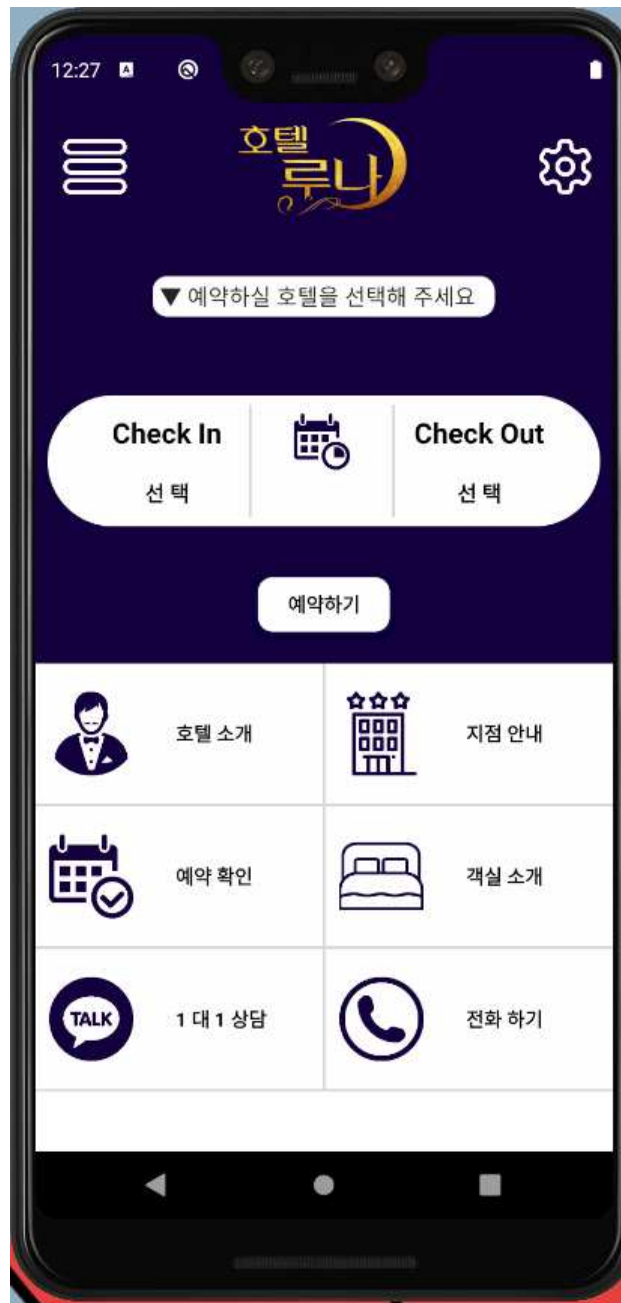 12:27
호텔
루나
▼ 예약하실 호텔을 선택해 주세요
Check In
Check Out
선 택
선 택
예약하기
호텔 소개
지점 안내
예약 확인
객실 소개
TALK
1 대 1 상담
전화 하기